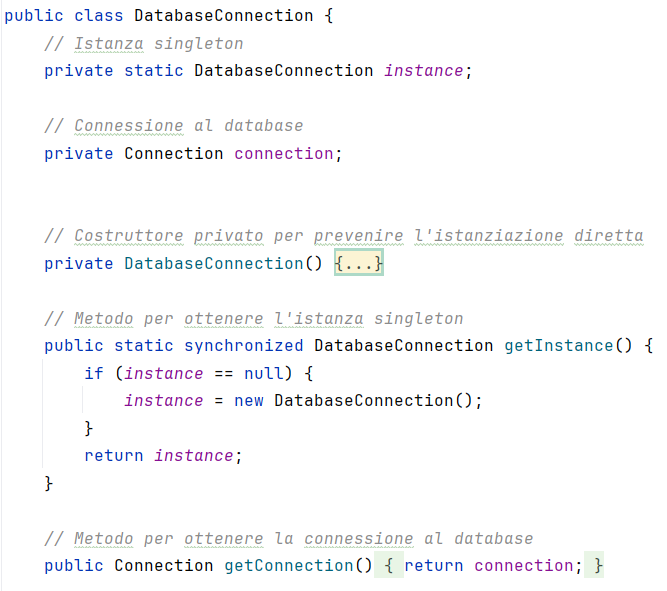 public class DatabaseConnection {
// Istanza singleton
private static DatabaseConnection instance;
// Connessione al database
private Connection connection;
// Costruttore privato per prevenire l'istanziazione diretta
private DatabaseConnection() {...}
// Metodo per ottenere l'istanza singleton
public static synchronized DatabaseConnection getInstance() {
if (instance == null) {
instance = new DatabaseConnection();
}
return instance;
}
// Metodo per ottenere la connessione al database
public Connection getConnection() { return connection; }